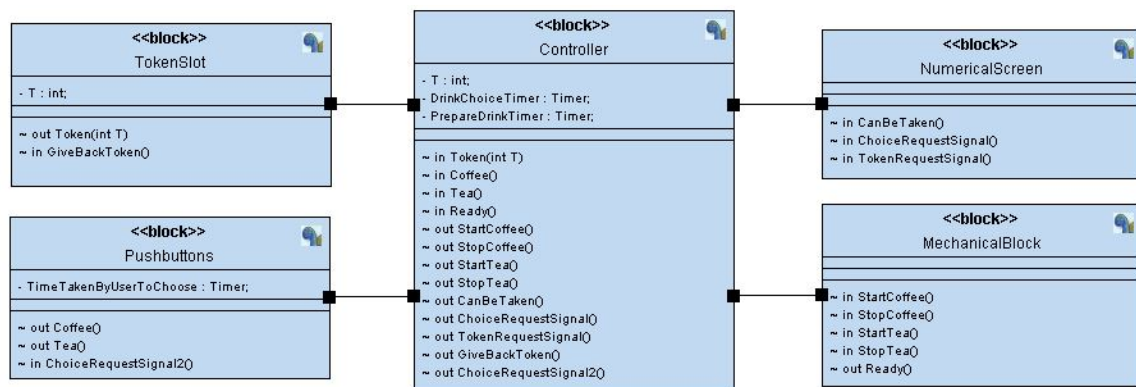 <<block>>
TokenSlot
- T : int;
~ out Token(int T)
~ in GiveBackToken()
<<block>>
Pushbuttons
- TimeTakenByUserToChoose : Timer;
~ out Coffee()
~ out Tea()
~ in ChoiceRequestSignal2()
<<block>>
Controller
- T : int;
- DrinkChoiceTimer : Timer;
- PrepareDrinkTimer : Timer;
~ in Token(int T)
~ in Coffee()
~ in Tea()
~ in Ready()
~ out StartCoffee()
~ out StopCoffee()
~ out StartTea()
~ out StopTea()
~ out CanBeTaken()
~ out ChoiceRequestSignal()
~ out TokenRequestSignal()
~ out GiveBackToken()
~ out ChoiceRequestSignal2()
<<block>>
NumericalScreen
~ in CanBeTaken()
~ in ChoiceRequestSignal()
~ in TokenRequestSignal()
<<block>>
MechanicalBlock
~ in StartCoffee()
~ in StopCoffee()
~ in StartTea()
~ in StopTea()
~ out Ready()